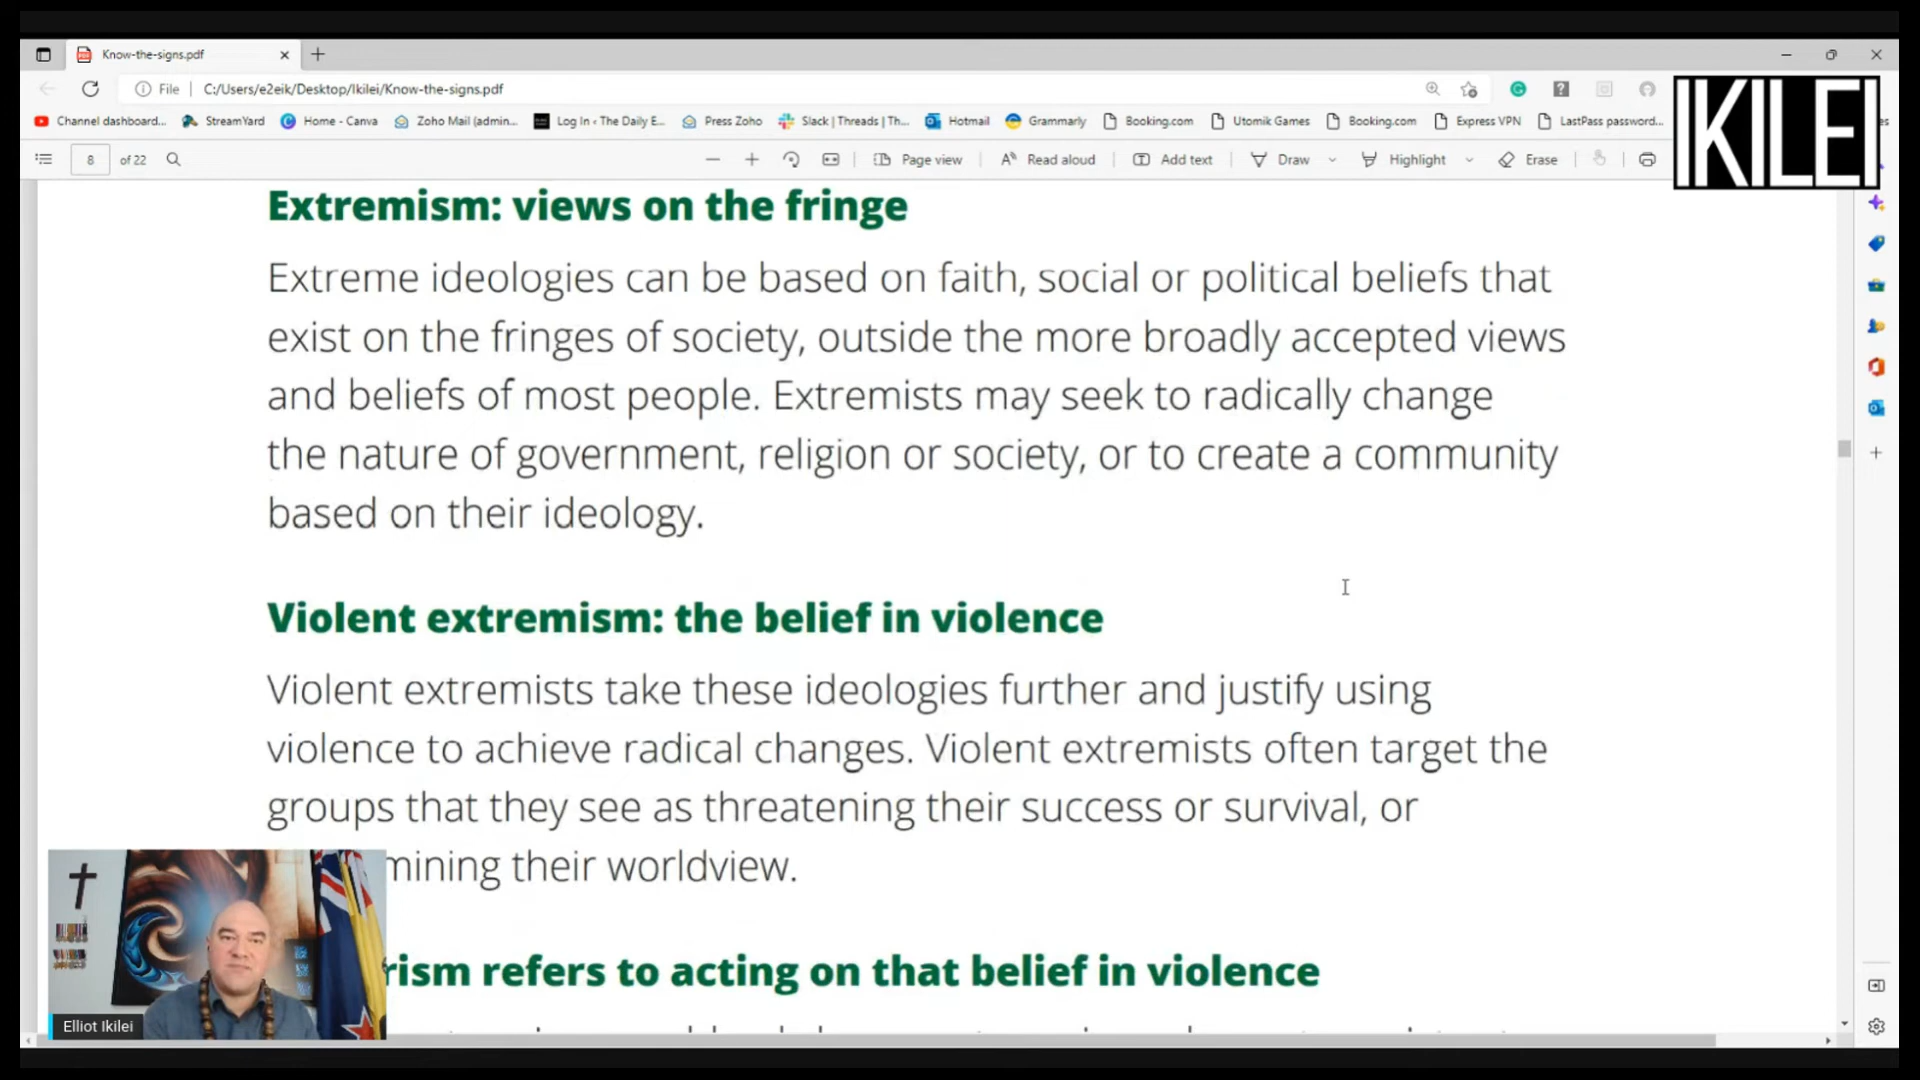 Know-the-signs.pdf
File
C:/Users/e2eik/Desktop/Ikilei/Know-the-signs.pdf
Channel dashboard...
StreamYard
Home - Canva
Zoho Mail (admin...
Log In ‹ The Daily E...
Press Zoho
Slack | Threads | Th...
Hotmail
Grammarly
Booking.com
Utomik Games
Booking.com
Express VPN
LastPass password...
IKILEI
8 of 22
Page view
Read aloud
Add text
Draw
Highlight
Erase
Extremism: views on the fringe
Extreme ideologies can be based on faith, social or political beliefs that
exist on the fringes of society, outside the more broadly accepted views
and beliefs of most people. Extremists may seek to radically change
the nature of government, religion or society, or to create a community
based on their ideology.
Violent extremism: the belief in violence
Violent extremists take these ideologies further and justify using
violence to achieve radical changes. Violent extremists often target the
groups that they see as threatening their success or survival, or
mining their worldview.
rism refers to acting on that belief in violence
Elliot Ikilei